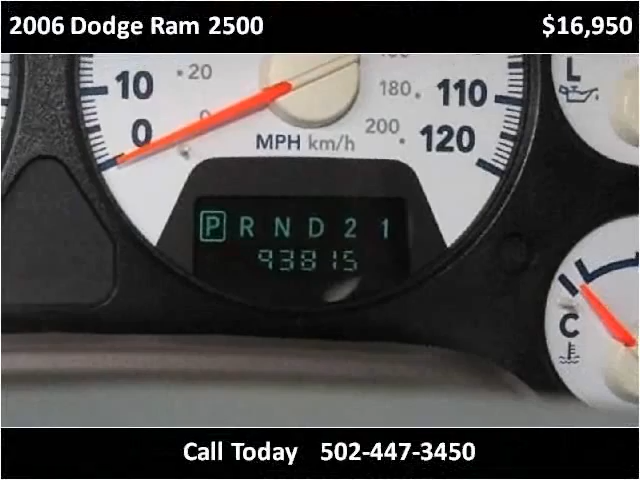 2006 Dodge Ram 2500 $16,950
10 20 180. 110 L
0 0 MPH km/h 200. 120
P R N D 2 1
93815
C
Call Today 502-447-3450